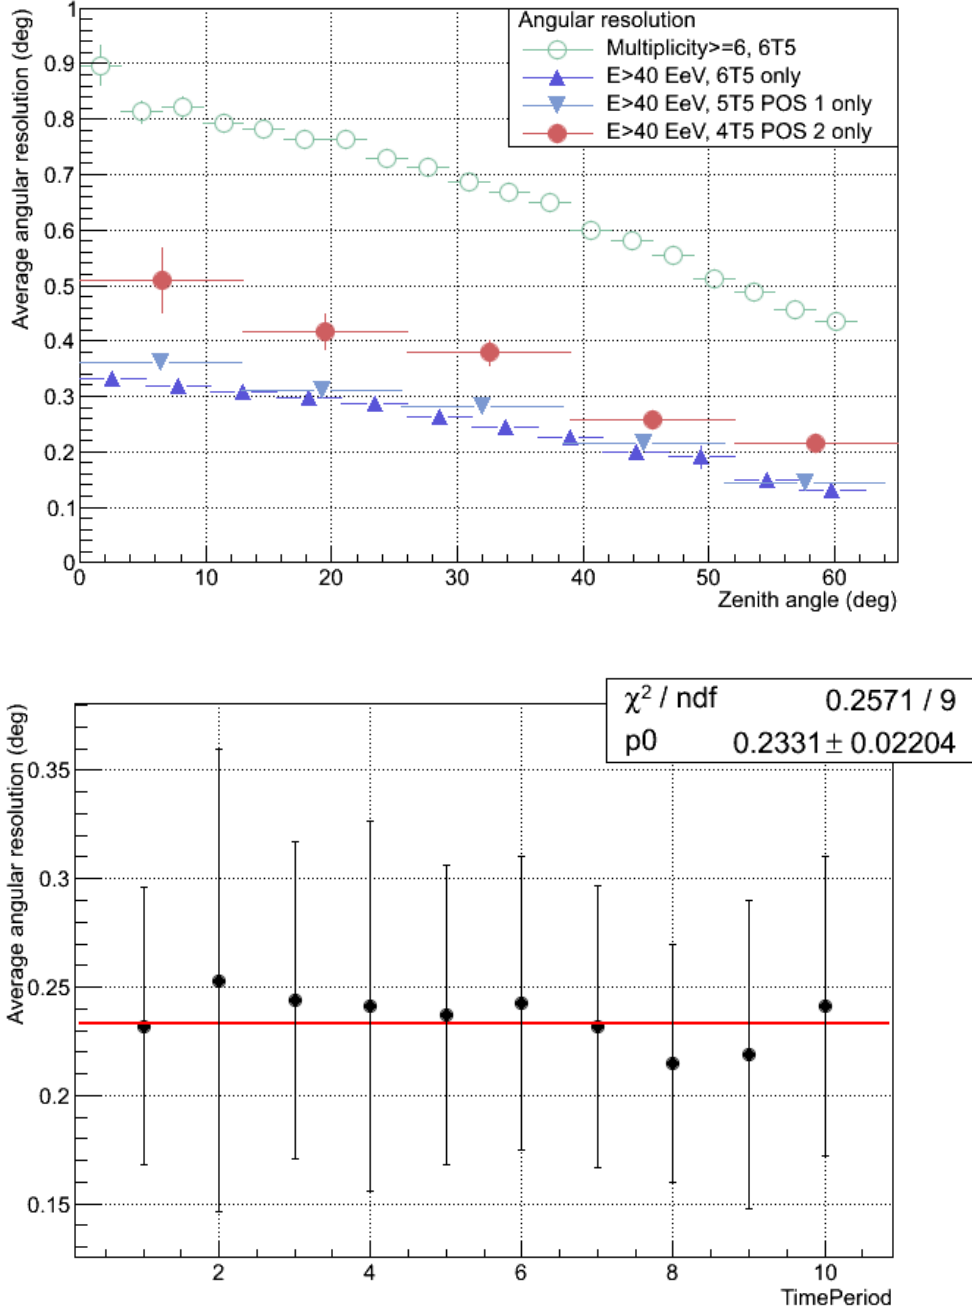 Angular resolution
Multiplicity>=6, 6T5
E>40 EeV, 6T5 only
E>40 EeV, 5T5 POS 1 only
E>40 EeV, 4T5 POS 2 only
Average angular resolution (deg)
1
0.9
0.8
0.7
0.6
0.5
0.4
0.3
0.2
0.1
0
0 10 20 30 40 50 60
Zenith angle (deg)
χ² / ndf 0.2571 / 9
p0 0.2331 ± 0.02204
Average angular resolution (deg)
0.35
0.3
0.25
0.2
0.15
2 4 6 8 10
TimePeriod